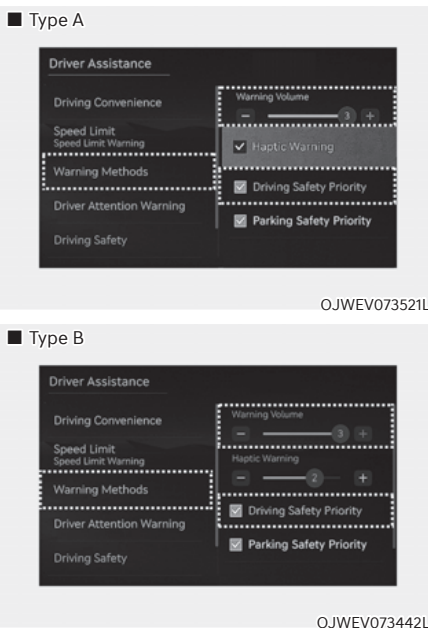 ■ Type A
Driver Assistance
Driving Convenience
Speed Limit
Speed Limit Warning
Warning Methods
Driver Attention Warning
Driving Safety
Warning Volume
− 3 +
Haptic Warning
Driving Safety Priority
Parking Safety Priority
OJWEV073521L
■ Type B
Driver Assistance
Driving Convenience
Speed Limit
Speed Limit Warning
Warning Methods
Driver Attention Warning
Driving Safety
Warning Volume
− 3 +
Haptic Warning
− 2 +
Driving Safety Priority
Parking Safety Priority
OJWEV073442L